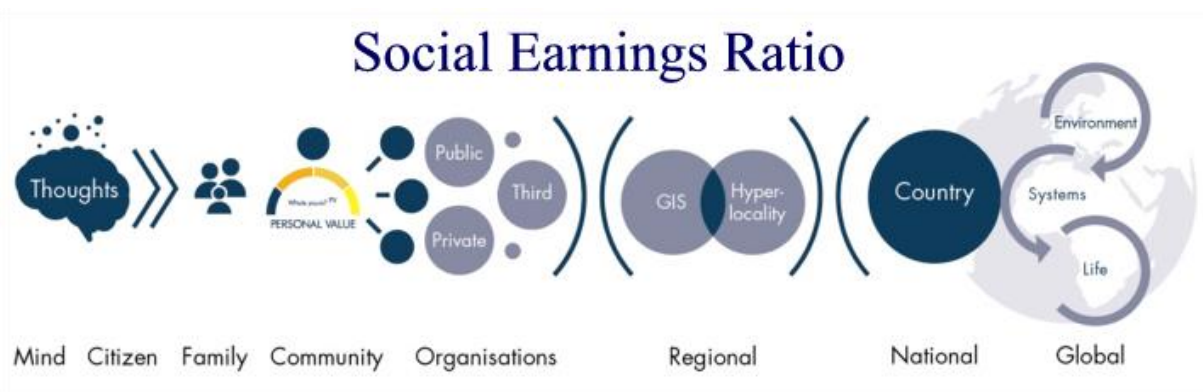 Social Earnings Ratio
Thoughts
PERSONAL VALUE
Public
Third
Private
GIS
Hyper-
locality
Country
Environment
Systems
Life
Mind Citizen Family Community Organisations Regional National Global